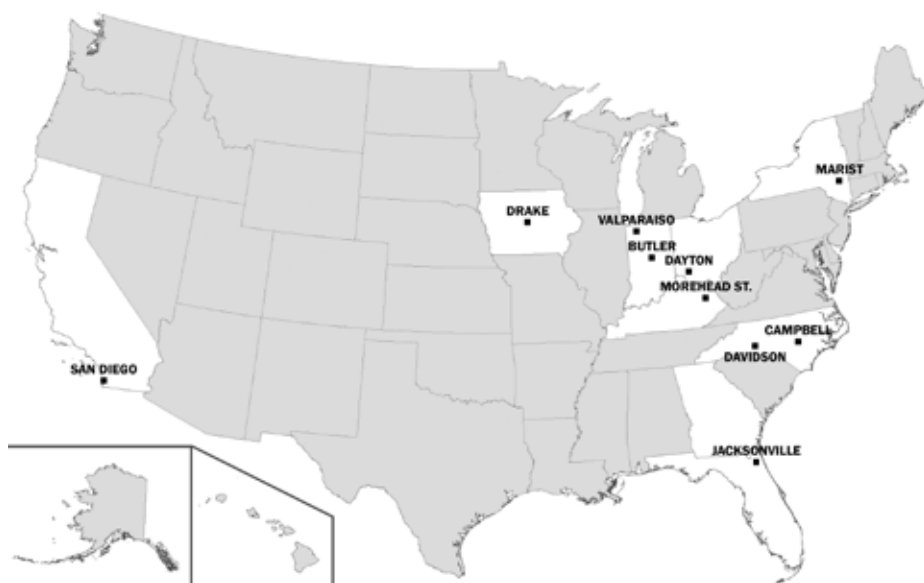 MARIST
DRAKE
VALPARAISO
BUTLER
DAYTON
MOREHEAD ST.
CAMPBELL
DAVIDSON
SAN DIEGO
JACKSONVILLE